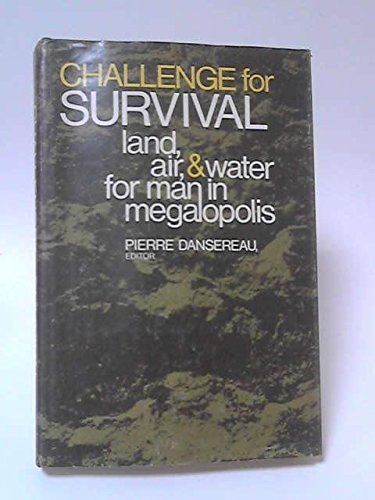 CHALLENGE for
SURVIVAL
land,
air, & water
for man in
megalopolis
PIERRE DANSEREAU,
EDITOR